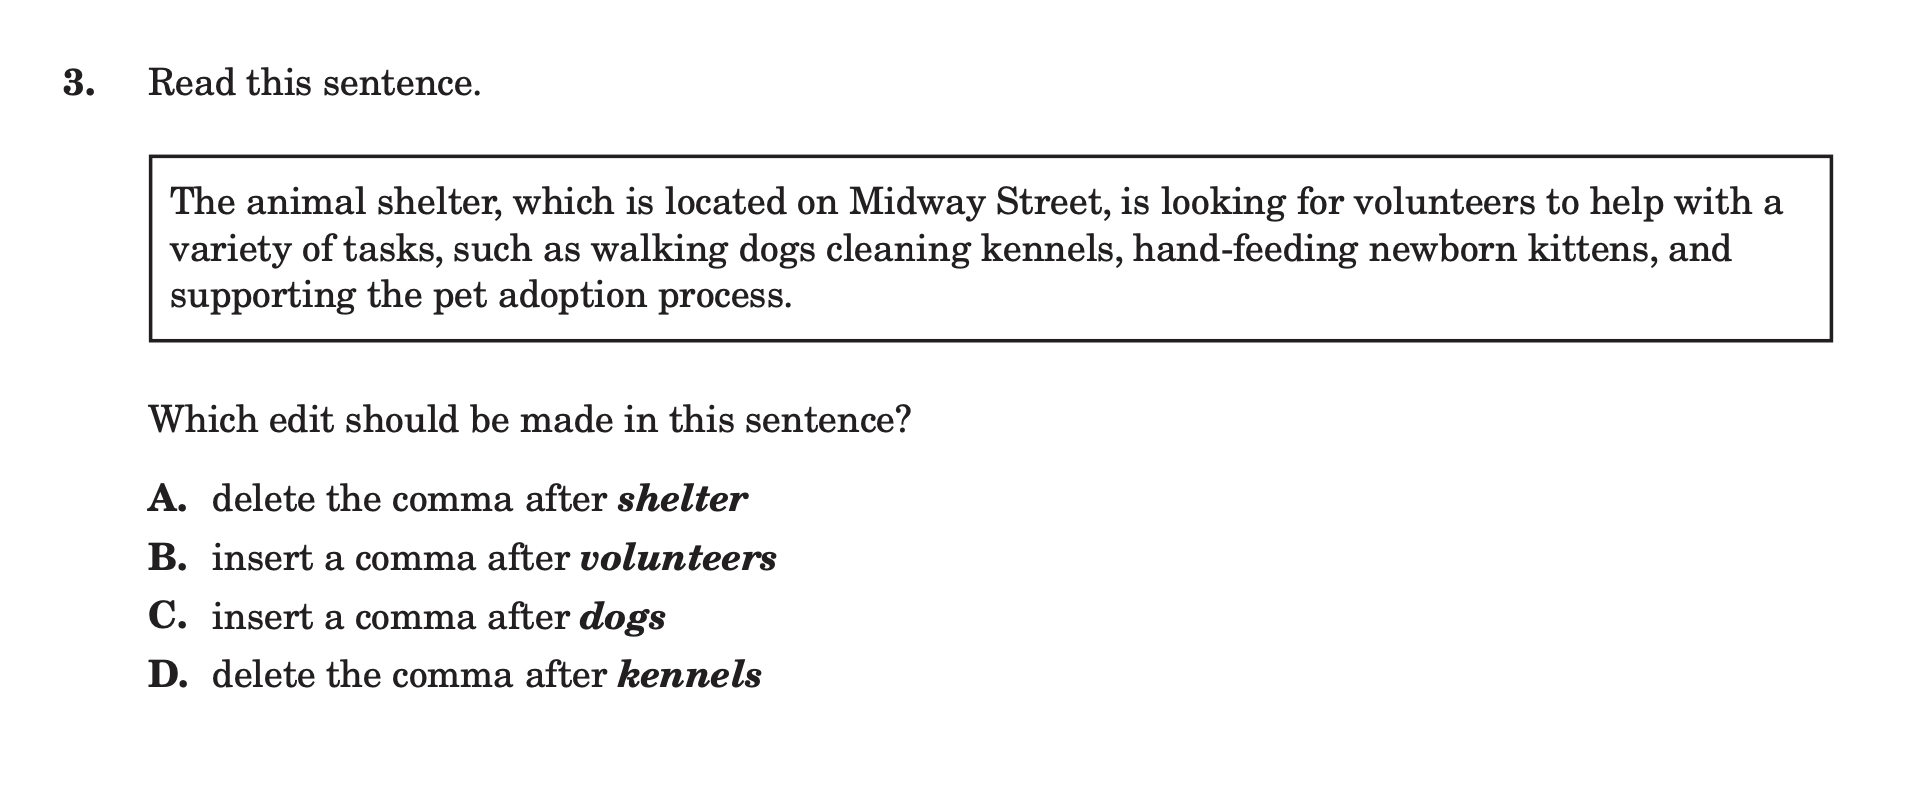 3. Read this sentence.
The animal shelter, which is located on Midway Street, is looking for volunteers to help with a
variety of tasks, such as walking dogs cleaning kennels, hand-feeding newborn kittens, and
supporting the pet adoption process.
Which edit should be made in this sentence?
A. delete the comma after shelter
B. insert a comma after volunteers
C. insert a comma after dogs
D. delete the comma after kennels